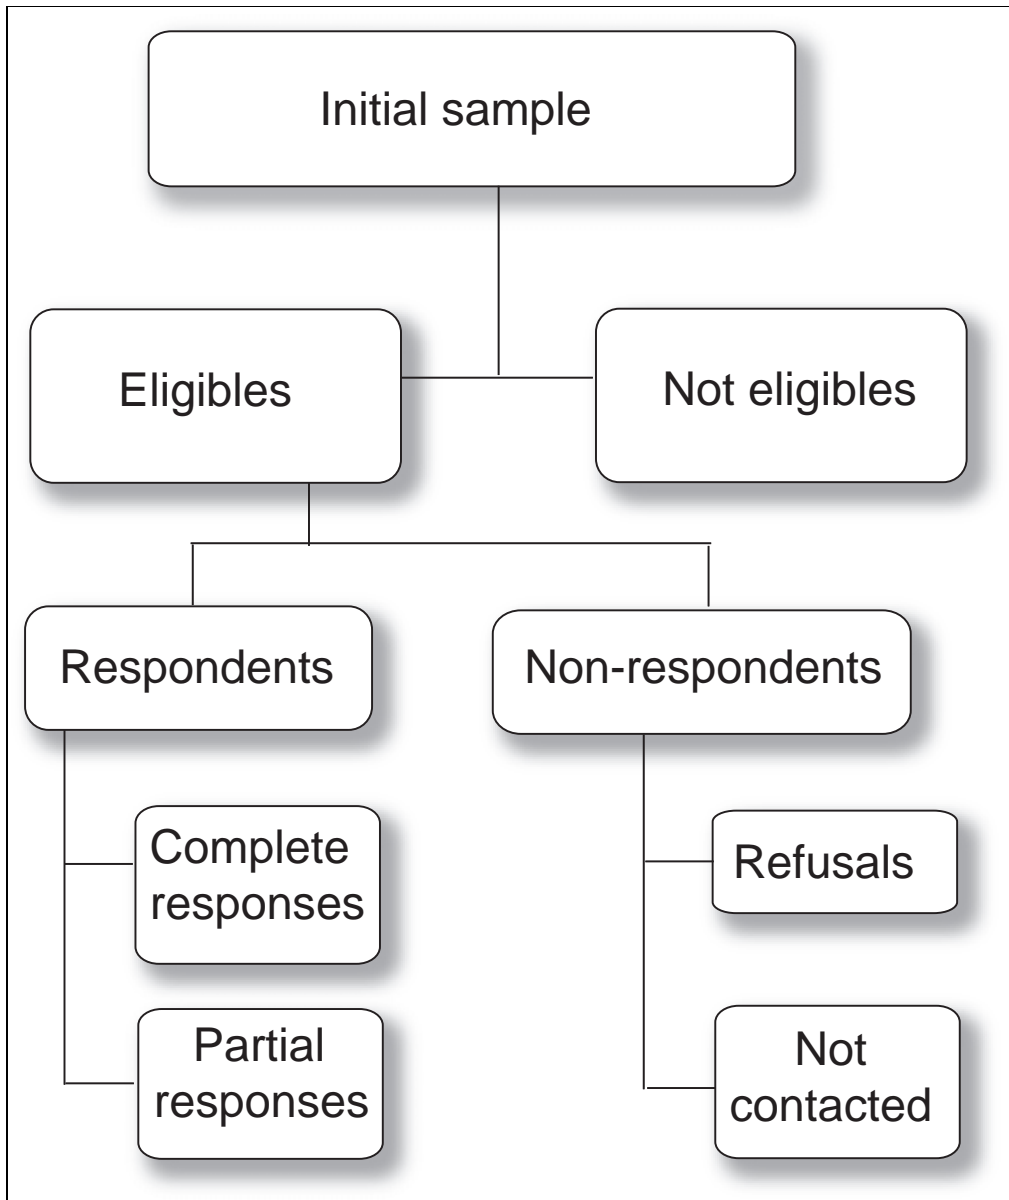 Initial sample
Eligibles
Not eligibles
Respondents
Non-respondents
Complete
responses
Refusals
Partial
responses
Not
contacted